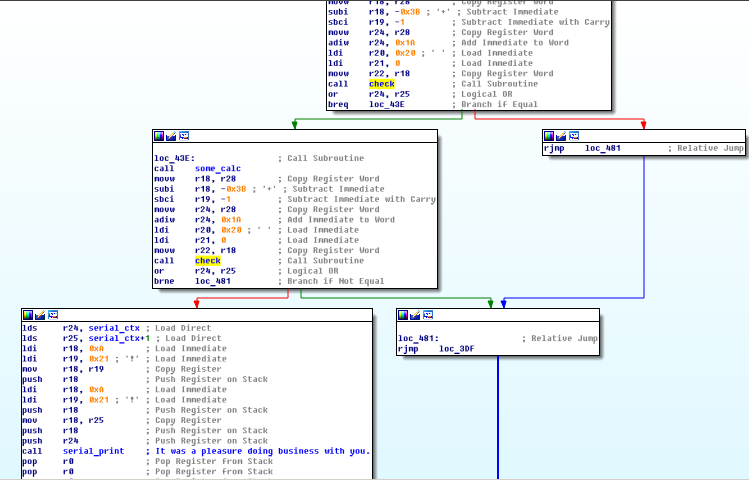 movw r18, r28 ; Copy Register Word
subi r18, -0x3B ; '+' ; Subtract Immediate
sbci r19, -1 ; Subtract Immediate with Carry
movw r24, r28 ; Copy Register Word
adiw r24, 0x1A ; Add Immediate to Word
ldi r20, 0x20 ; ' ' ; Load Immediate
ldi r21, 0 ; Load Immediate
movw r22, r18 ; Copy Register Word
call check ; Call Subroutine
or r24, r25 ; Logical OR
breq loc_43E ; Branch if Equal
loc_43E: ; Call Subroutine
call some_calc
movw r18, r28 ; Copy Register Word
subi r18, -0x3B ; '+' ; Subtract Immediate
sbci r19, -1 ; Subtract Immediate with Carry
movw r24, r28 ; Copy Register Word
adiw r24, 0x1A ; Add Immediate to Word
ldi r20, 0x20 ; ' ' ; Load Immediate
ldi r21, 0 ; Load Immediate
movw r22, r18 ; Copy Register Word
call check ; Call Subroutine
or r24, r25 ; Logical OR
brne loc_481 ; Branch if Not Equal
rjmp loc_481 ; Relative Jump
lds r24, serial_ctx ; Load Direct
lds r25, serial_ctx+1 ; Load Direct
ldi r18, 0xA ; Load Immediate
ldi r19, 0x21 ; '!' ; Load Immediate
mov r18, r19 ; Copy Register
push r18 ; Push Register on Stack
ldi r18, 0xA ; Load Immediate
ldi r19, 0x21 ; '!' ; Load Immediate
push r18 ; Push Register on Stack
mov r18, r25 ; Copy Register
push r18 ; Push Register on Stack
push r24 ; Push Register on Stack
call serial_print ; It was a pleasure doing business with you.
pop r0 ; Pop Register from Stack
pop r0 ; Pop Register from Stack
loc_481: ; Relative Jump
rjmp loc_3DF